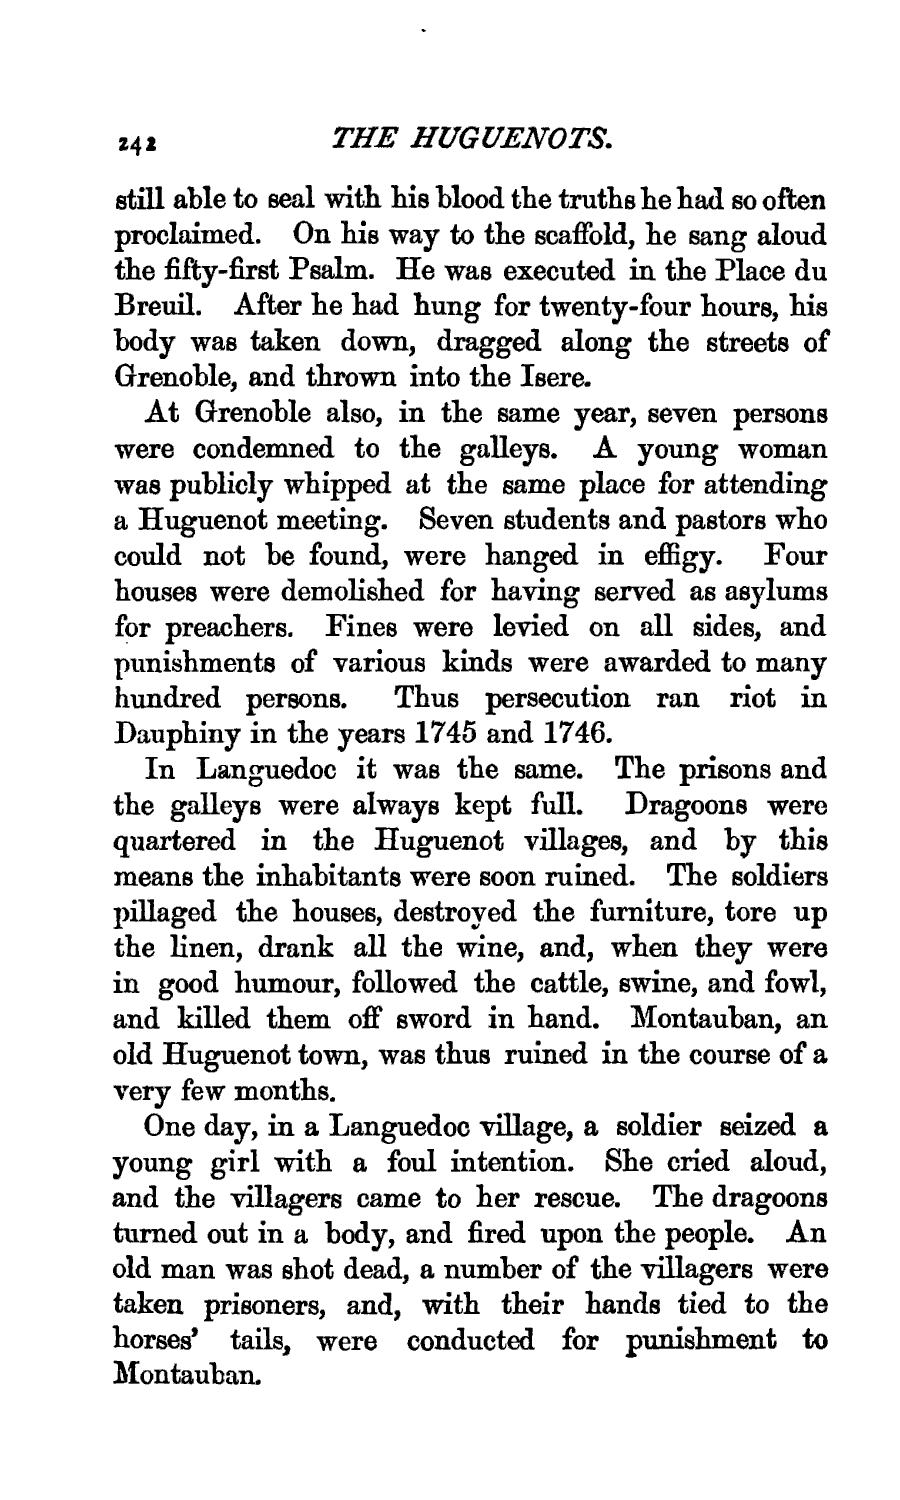 242 THE HUGUENOTS.
still able to seal with his blood the truths he had so often
proclaimed. On his way to the scaffold, he sang aloud
the fifty-first Psalm. He was executed in the Place du
Breuil. After he had hung for twenty-four hours, his
body was taken down, dragged along the streets of
Grenoble, and thrown into the Isere.
At Grenoble also, in the same year, seven persons
were condemned to the galleys. A young woman
was publicly whipped at the same place for attending
a Huguenot meeting. Seven students and pastors who
could not be found, were hanged in effigy. Four
houses were demolished for having served as asylums
for preachers. Fines were levied on all sides, and
punishments of various kinds were awarded to many
hundred persons. Thus persecution ran riot in
Dauphiny in the years 1745 and 1746.
In Languedoc it was the same. The prisons and
the galleys were always kept full. Dragoons were
quartered in the Huguenot villages, and by this
means the inhabitants were soon ruined. The soldiers
pillaged the houses, destroyed the furniture, tore up
the linen, drank all the wine, and, when they were
in good humour, followed the cattle, swine, and fowl,
and killed them off sword in hand. Montauban, an
old Huguenot town, was thus ruined in the course of a
very few months.
One day, in a Languedoc village, a soldier seized a
young girl with a foul intention. She cried aloud,
and the villagers came to her rescue. The dragoons
turned out in a body, and fired upon the people. An
old man was shot dead, a number of the villagers were
taken prisoners, and, with their hands tied to the
horses' tails, were conducted for punishment to
Montauban.